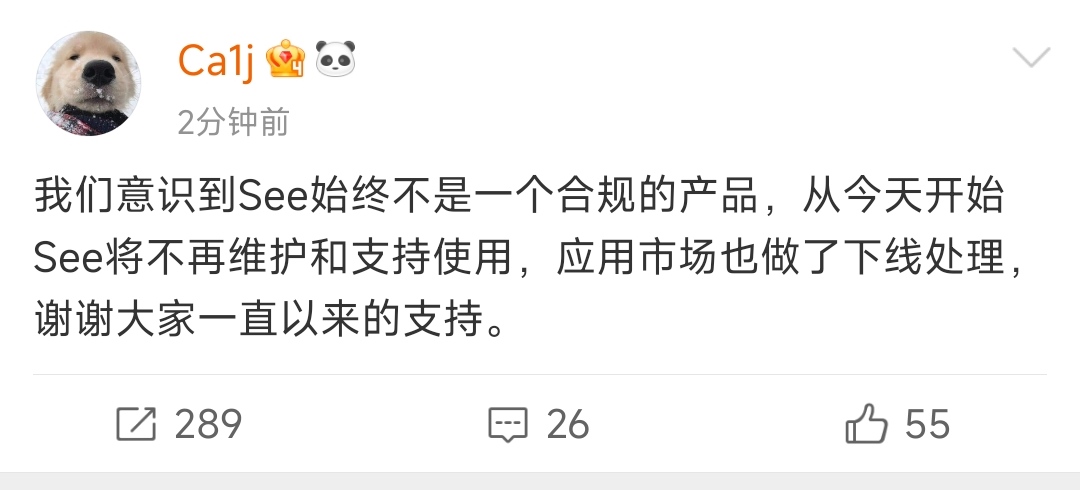 Ca1j
2分钟前
我们意识到See始终不是一个合规的产品，从今天开始
See将不再维护和支持使用，应用市场也做了下线处理，
谢谢大家一直以来的支持。
289 26 55